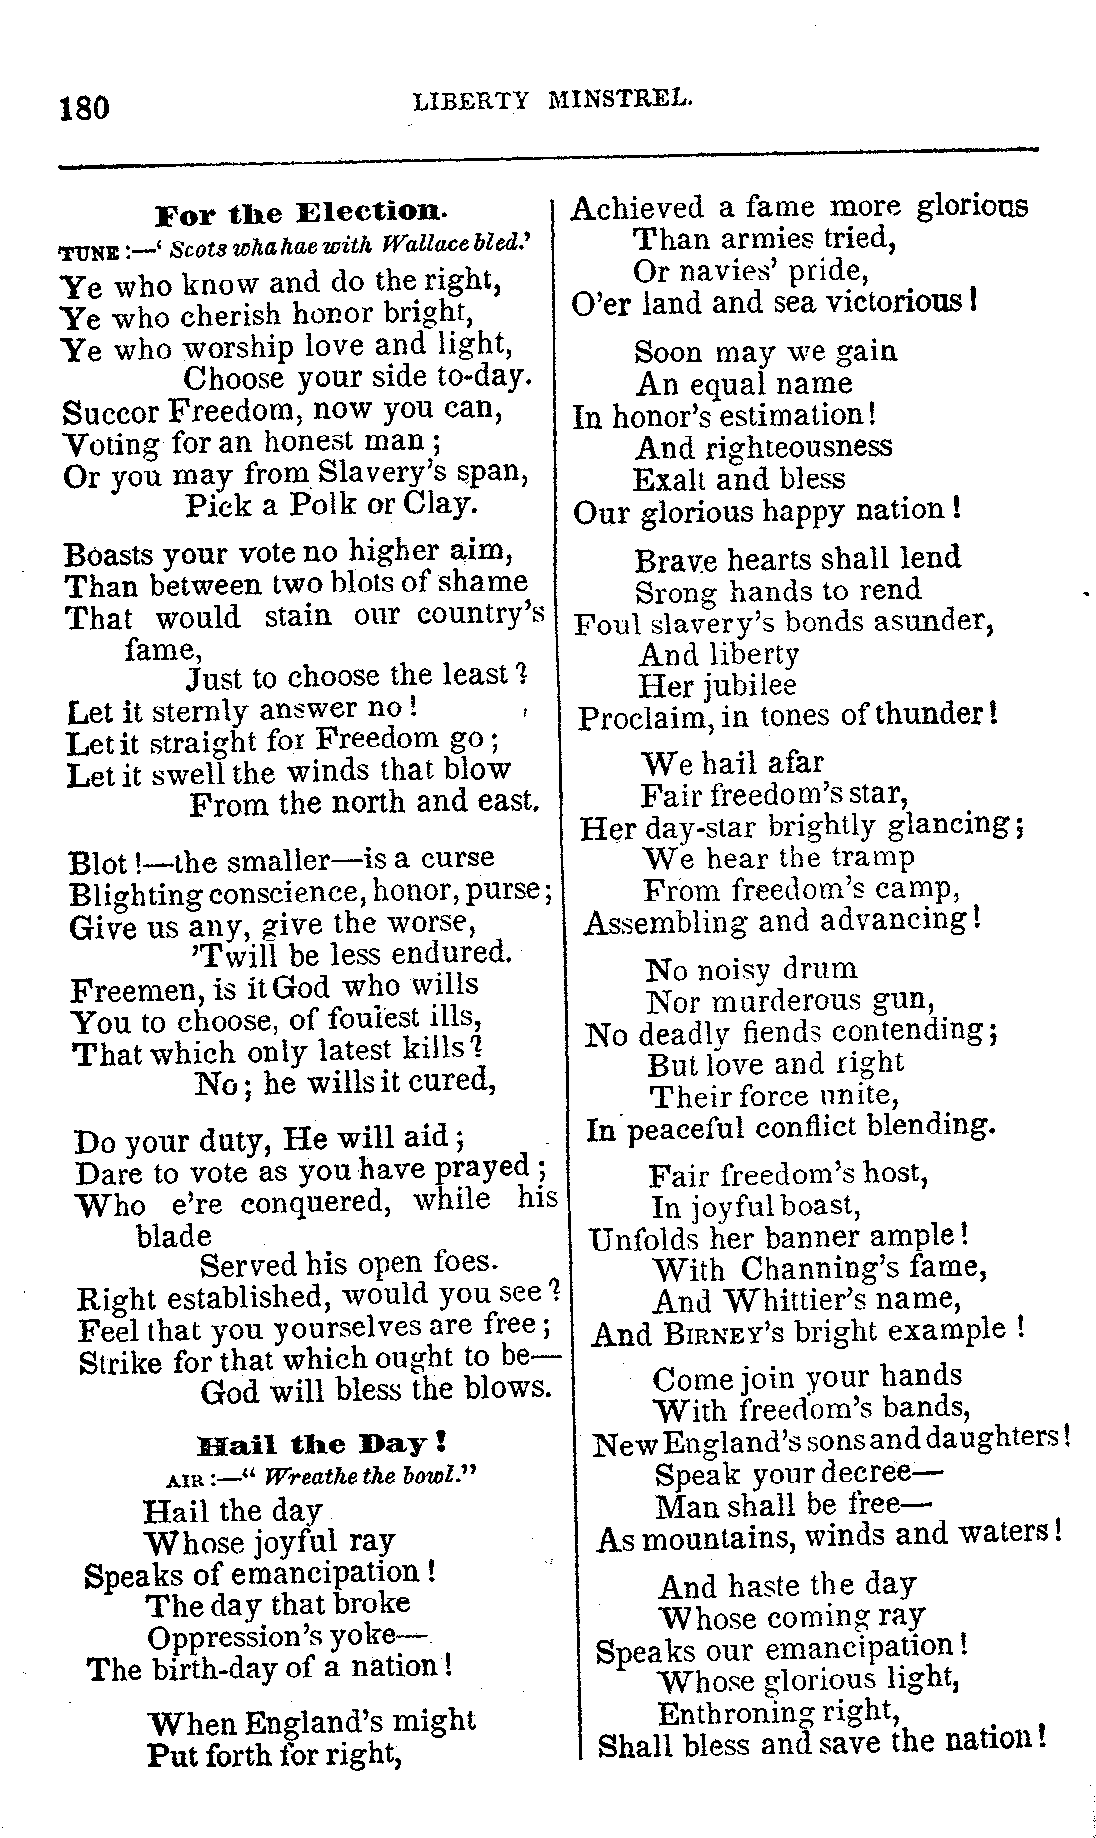 180
LIBERTY MINSTREL.
For the Election.
TUNE:—‘Scots wha hae with Wallace bled.’
Ye who know and do the right,
Ye who cherish honor bright,
Ye who worship love and light,
Choose your side to-day.
Succor Freedom, now you can,
Voting for an honest man;
Or you may from Slavery’s span,
Pick a Polk or Clay.
Boasts your vote no higher aim,
Than between two blots of shame
That would stain our country’s
fame,
Just to choose the least?
Let it sternly answer no!
Let it straight for Freedom go;
Let it swell the winds that blow
From the north and east.
Blot!—the smaller—is a curse
Blighting conscience, honor, purse;
Give us any, give the worse,
’Twill be less endured.
Freemen, is it God who wills
You to choose, of foulest ills,
That which only latest kills?
No; he wills it cured,
Do your duty, He will aid;
Dare to vote as you have prayed;
Who e’re conquered, while his
blade
Served his open foes.
Right established, would you see?
Feel that you yourselves are free;
Strike for that which ought to be—
God will bless the blows.
Hail the Day!
AIR:—“ Wreathe the bowl.”
Hail the day
Whose joyful ray
Speaks of emancipation!
The day that broke
Oppression’s yoke—
The birth-day of a nation!
When England’s might
Put forth for right,
Achieved a fame more glorious
Than armies tried,
Or navies’ pride,
O’er land and sea victorious!
Soon may we gain
An equal name
In honor’s estimation!
And righteousness
Exalt and bless
Our glorious happy nation!
Brave hearts shall lend
Srong hands to rend
Foul slavery’s bonds asunder,
And liberty
Her jubilee
Proclaim, in tones of thunder!
We hail afar
Fair freedom’s star,
Her day-star brightly glancing;
We hear the tramp
From freedom’s camp,
Assembling and advancing!
No noisy drum
Nor murderous gun,
No deadly fiends contending;
But love and right
Their force unite,
In peaceful conflict blending.
Fair freedom’s host,
In joyful boast,
Unfolds her banner ample!
With Channing’s fame,
And Whittier’s name,
And BIRNEY’S bright example!
Come join your hands
With freedom’s bands,
New England’s sons and daughters!
Speak your decree—
Man shall be free—
As mountains, winds and waters!
And haste the day
Whose coming ray
Speaks our emancipation!
Whose glorious light,
Enthroning right,
Shall bless and save the nation!